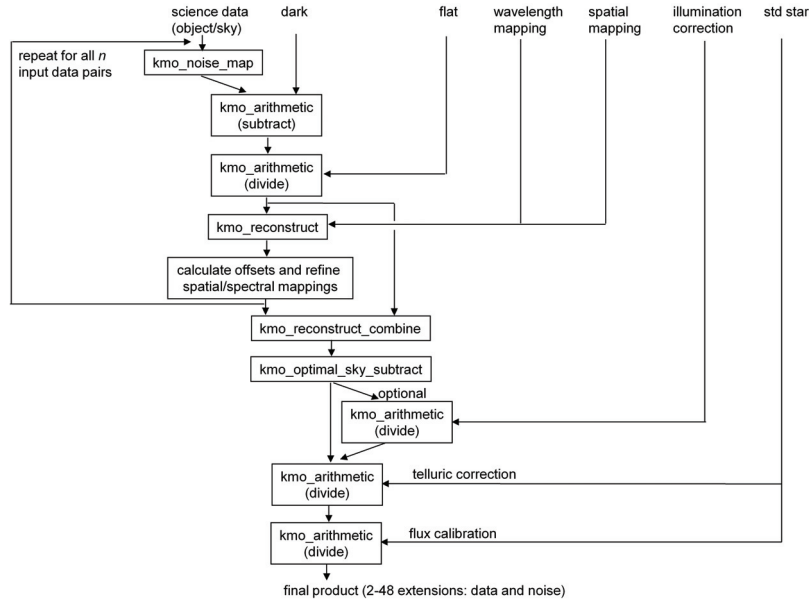 science data
(object/sky)
dark
flat
wavelength
mapping
spatial
mapping
illumination
correction
std star
repeat for all n
input data pairs
kmo_noise_map
kmo_arithmetic
(subtract)
kmo_arithmetic
(divide)
kmo_reconstruct
calculate offsets and refine
spatial/spectral mappings
kmo_reconstruct_combine
kmo_optimal_sky_subtract
optional
kmo_arithmetic
(divide)
kmo_arithmetic
(divide)
telluric correction
kmo_arithmetic
(divide)
flux calibration
final product (2-48 extensions: data and noise)